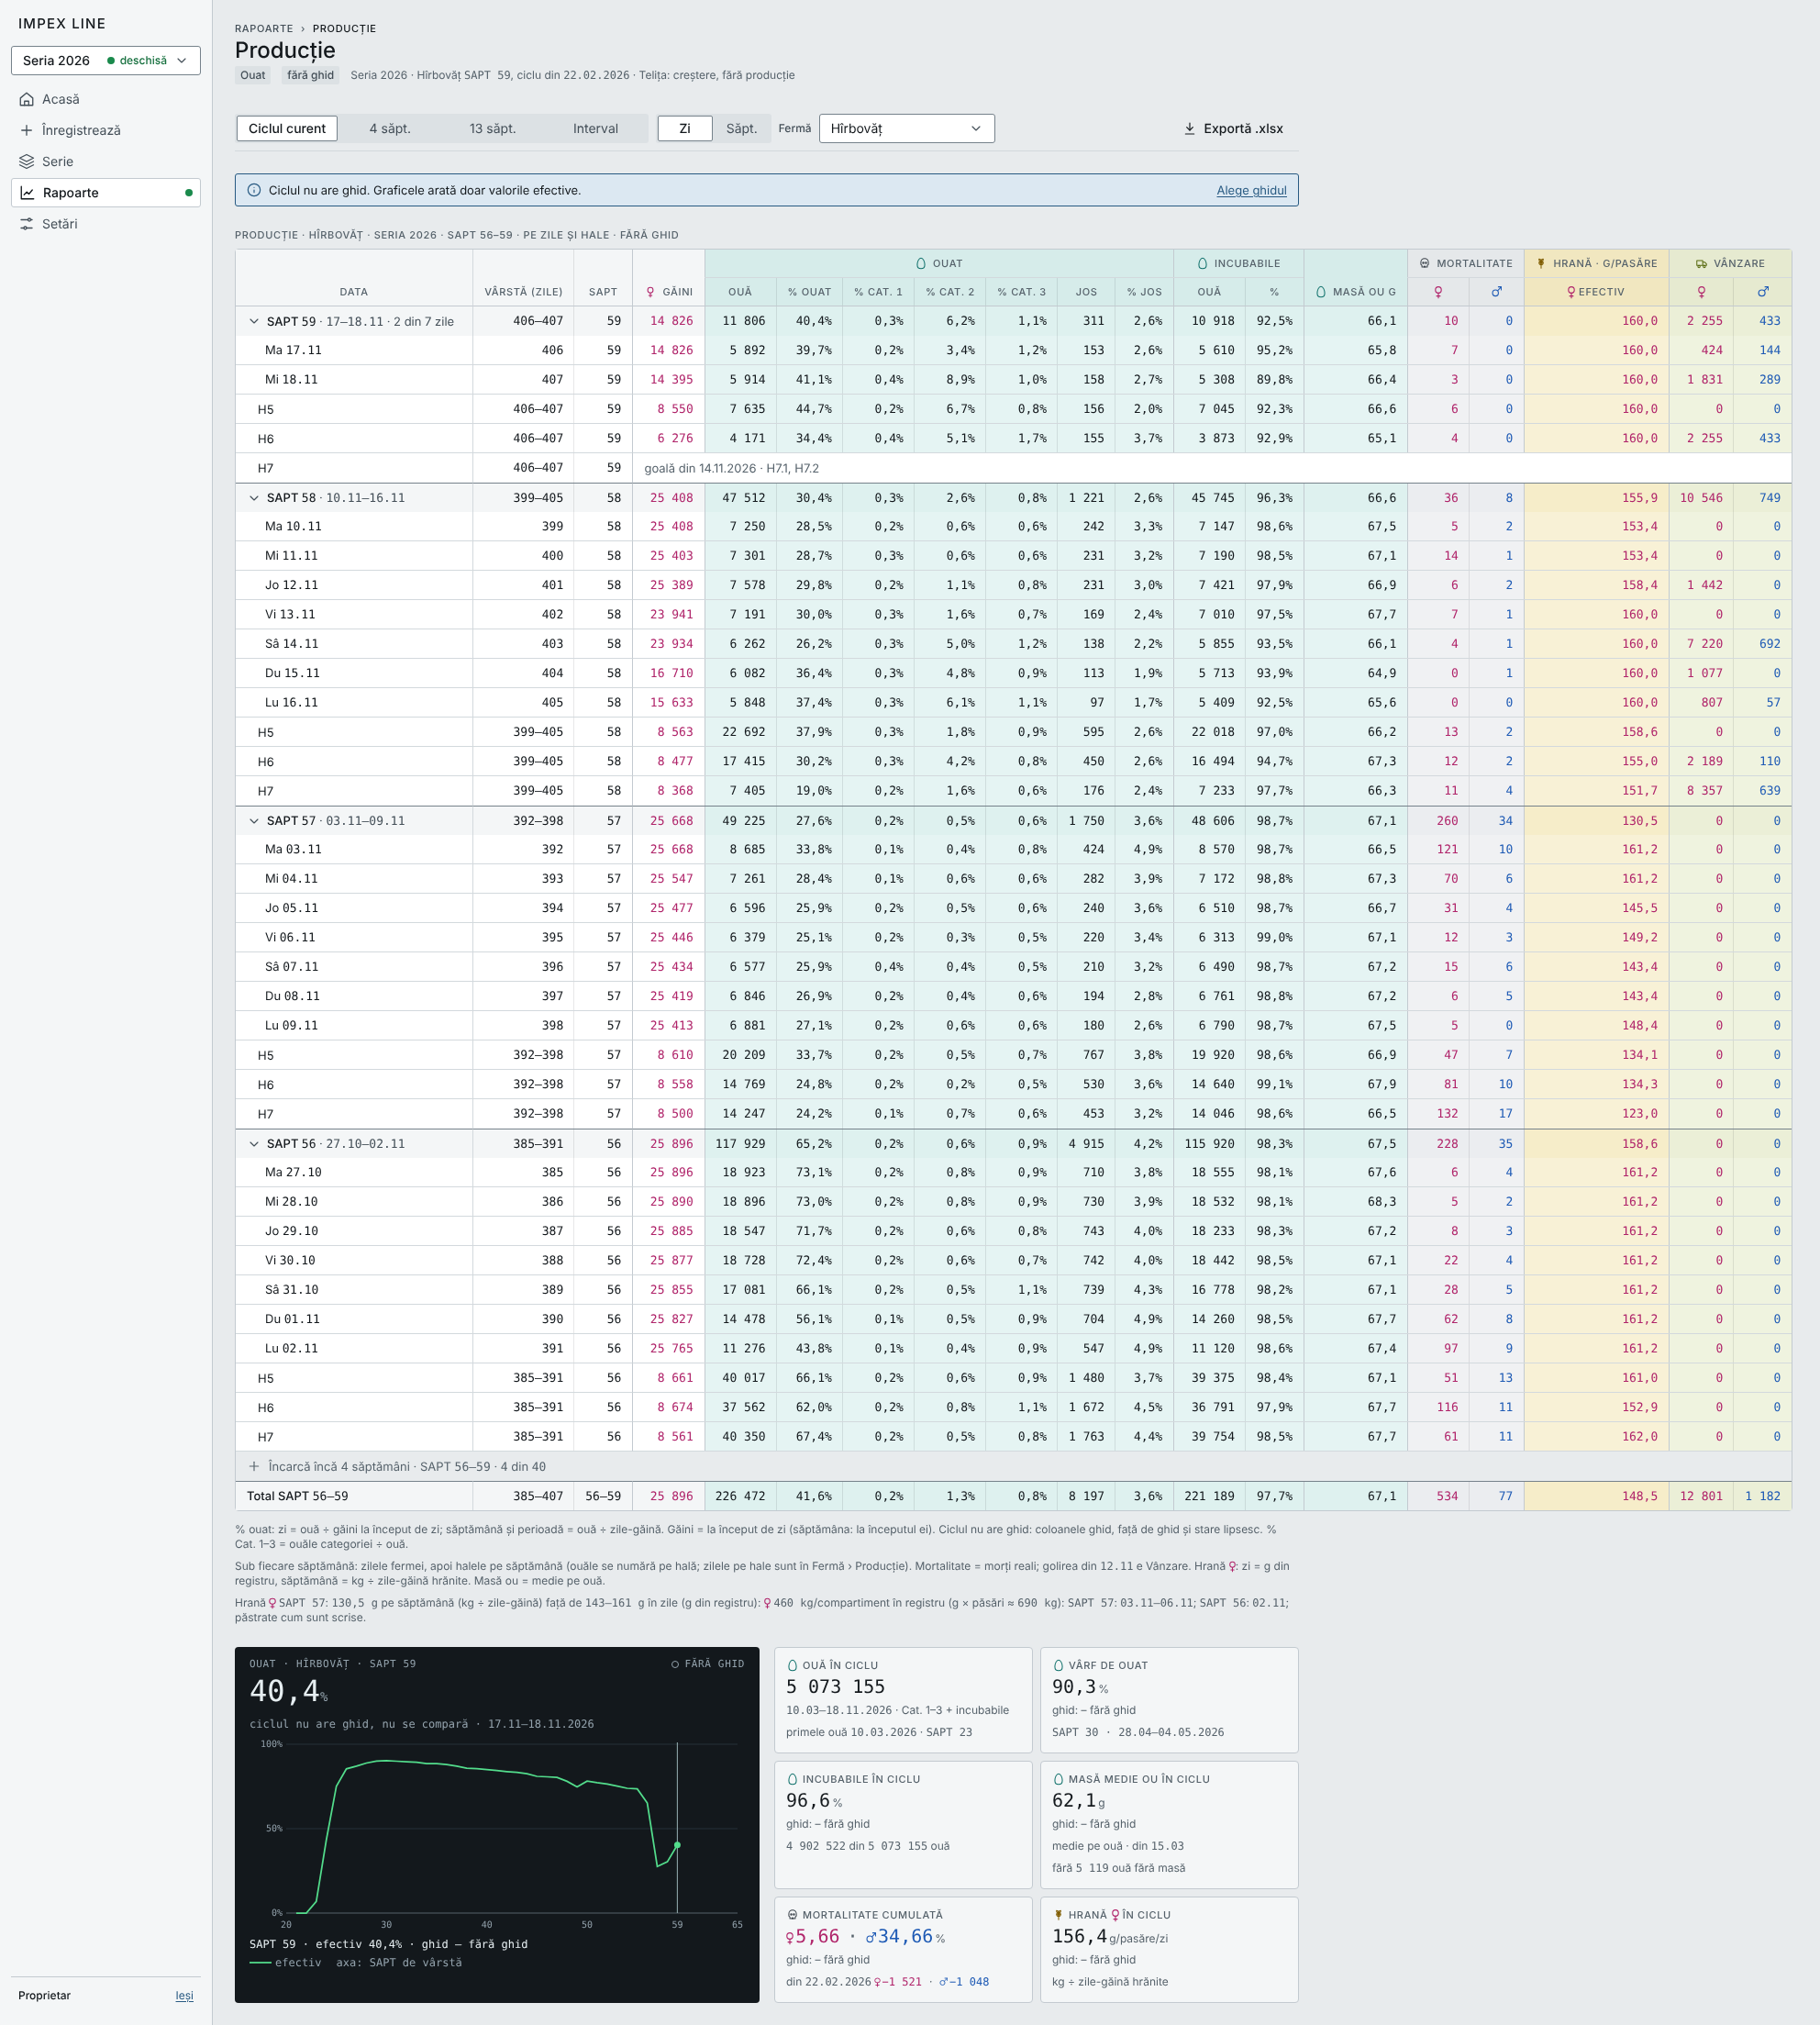 IMPEX LINE
Seria 2026 deschisă
Acasă
Înregistrează
Serie
Rapoarte
Setări
Proprietar Ieși
RAPOARTE › PRODUCȚIE
Producție
Ouat fără ghid Seria 2026 · Hîrbovăț SAPT 59, ciclu din 22.02.2026 · Telița: creștere, fără producție
Ciclul curent 4 săpt. 13 săpt. Interval Zi Săpt. Fermă Hîrbovăț Exportă .xlsx
Ciclul nu are ghid. Graficele arată doar valorile efective. Alege ghidul
PRODUCȚIE · HÎRBOVĂȚ · SERIA 2026 · SAPT 56–59 · PE ZILE ȘI HALE · FĂRĂ GHID
OUAT INCUBABILE MORTALITATE HRANĂ · G/PASĂRE VÂNZARE
DATA VÂRSTĂ (ZILE) SAPT ♀ GĂINI OUĂ % OUAT % CAT. 1 % CAT. 2 % CAT. 3 JOS % JOS OUĂ % MASĂ OU G ♀ ♂ ♀ EFECTIV ♀ ♂
SAPT 59 · 17–18.11 · 2 din 7 zile 406–407 59 14 826 11 806 40,4% 0,3% 6,2% 1,1% 311 2,6% 10 918 92,5% 66,1 10 0 160,0 2 255 433
Ma 17.11 406 59 14 826 5 892 39,7% 0,2% 3,4% 1,2% 153 2,6% 5 610 95,2% 65,8 7 0 160,0 424 144
Mi 18.11 407 59 14 395 5 914 41,1% 0,4% 8,9% 1,0% 158 2,7% 5 308 89,8% 66,4 3 0 160,0 1 831 289
H5 406–407 59 8 550 7 635 44,7% 0,2% 6,7% 0,8% 156 2,0% 7 045 92,3% 66,6 6 0 160,0 0 0
H6 406–407 59 6 276 4 171 34,4% 0,4% 5,1% 1,7% 155 3,7% 3 873 92,9% 65,1 4 0 160,0 2 255 433
H7 406–407 59 goală din 14.11.2026 · H7.1, H7.2
SAPT 58 · 10.11–16.11 399–405 58 25 408 47 512 30,4% 0,3% 2,6% 0,8% 1 221 2,6% 45 745 96,3% 66,6 36 8 155,9 10 546 749
Ma 10.11 399 58 25 408 7 250 28,5% 0,2% 0,6% 0,6% 242 3,3% 7 147 98,6% 67,5 5 2 153,4 0 0
Mi 11.11 400 58 25 403 7 301 28,7% 0,3% 0,6% 0,6% 231 3,2% 7 190 98,5% 67,1 14 1 153,4 0 0
Jo 12.11 401 58 25 389 7 578 29,8% 0,2% 1,1% 0,8% 231 3,0% 7 421 97,9% 66,9 6 2 158,4 1 442 0
Vi 13.11 402 58 23 941 7 191 30,0% 0,3% 1,6% 0,7% 169 2,4% 7 010 97,5% 67,7 7 1 160,0 0 0
Sâ 14.11 403 58 23 934 6 262 26,2% 0,3% 5,0% 1,2% 138 2,2% 5 855 93,5% 66,1 4 1 160,0 7 220 692
Du 15.11 404 58 16 710 6 082 36,4% 0,3% 4,8% 0,9% 113 1,9% 5 713 93,9% 64,9 0 1 160,0 1 077 0
Lu 16.11 405 58 15 633 5 848 37,4% 0,3% 6,1% 1,1% 97 1,7% 5 409 92,5% 65,6 0 0 160,0 807 57
H5 399–405 58 8 563 22 692 37,9% 0,3% 1,8% 0,9% 595 2,6% 22 018 97,0% 66,2 13 2 158,6 0 0
H6 399–405 58 8 477 17 415 30,2% 0,3% 4,2% 0,8% 450 2,6% 16 494 94,7% 67,3 12 2 155,0 2 189 110
H7 399–405 58 8 368 7 405 19,0% 0,2% 1,6% 0,6% 176 2,4% 7 233 97,7% 66,3 11 4 151,7 8 357 639
SAPT 57 · 03.11–09.11 392–398 57 25 668 49 225 27,6% 0,2% 0,5% 0,6% 1 750 3,6% 48 606 98,7% 67,1 260 34 130,5 0 0
Ma 03.11 392 57 25 668 8 685 33,8% 0,1% 0,4% 0,8% 424 4,9% 8 570 98,7% 66,5 121 10 161,2 0 0
Mi 04.11 393 57 25 547 7 261 28,4% 0,1% 0,6% 0,6% 282 3,9% 7 172 98,8% 67,3 70 6 161,2 0 0
Jo 05.11 394 57 25 477 6 596 25,9% 0,2% 0,5% 0,6% 240 3,6% 6 510 98,7% 66,7 31 4 145,5 0 0
Vi 06.11 395 57 25 446 6 379 25,1% 0,2% 0,3% 0,5% 220 3,4% 6 313 99,0% 67,1 12 3 149,2 0 0
Sâ 07.11 396 57 25 434 6 577 25,9% 0,4% 0,4% 0,5% 210 3,2% 6 490 98,7% 67,2 15 6 143,4 0 0
Du 08.11 397 57 25 419 6 846 26,9% 0,2% 0,4% 0,6% 194 2,8% 6 761 98,8% 67,2 6 5 143,4 0 0
Lu 09.11 398 57 25 413 6 881 27,1% 0,2% 0,6% 0,6% 180 2,6% 6 790 98,7% 67,5 5 0 148,4 0 0
H5 392–398 57 8 610 20 209 33,7% 0,2% 0,5% 0,7% 767 3,8% 19 920 98,6% 66,9 47 7 134,1 0 0
H6 392–398 57 8 558 14 769 24,8% 0,2% 0,2% 0,5% 530 3,6% 14 640 99,1% 67,9 81 10 134,3 0 0
H7 392–398 57 8 500 14 247 24,2% 0,1% 0,7% 0,6% 453 3,2% 14 046 98,6% 66,5 132 17 123,0 0 0
SAPT 56 · 27.10–02.11 385–391 56 25 896 117 929 65,2% 0,2% 0,6% 0,9% 4 915 4,2% 115 920 98,3% 67,5 228 35 158,6 0 0
Ma 27.10 385 56 25 896 18 923 73,1% 0,2% 0,8% 0,9% 710 3,8% 18 555 98,1% 67,6 6 4 161,2 0 0
Mi 28.10 386 56 25 890 18 896 73,0% 0,2% 0,8% 0,9% 730 3,9% 18 532 98,1% 68,3 5 2 161,2 0 0
Jo 29.10 387 56 25 885 18 547 71,7% 0,2% 0,6% 0,8% 743 4,0% 18 233 98,3% 67,2 8 3 161,2 0 0
Vi 30.10 388 56 25 877 18 728 72,4% 0,2% 0,6% 0,7% 742 4,0% 18 442 98,5% 67,1 22 4 161,2 0 0
Sâ 31.10 389 56 25 855 17 081 66,1% 0,2% 0,5% 1,1% 739 4,3% 16 778 98,2% 67,1 28 5 161,2 0 0
Du 01.11 390 56 25 827 14 478 56,1% 0,1% 0,5% 0,9% 704 4,9% 14 260 98,5% 67,7 62 8 161,2 0 0
Lu 02.11 391 56 25 765 11 276 43,8% 0,1% 0,4% 0,9% 547 4,9% 11 120 98,6% 67,4 97 9 161,2 0 0
H5 385–391 56 8 661 40 017 66,1% 0,2% 0,6% 0,9% 1 480 3,7% 39 375 98,4% 67,1 51 13 161,0 0 0
H6 385–391 56 8 674 37 562 62,0% 0,2% 0,8% 1,1% 1 672 4,5% 36 791 97,9% 67,7 116 11 152,9 0 0
H7 385–391 56 8 561 40 350 67,4% 0,2% 0,5% 0,8% 1 763 4,4% 39 754 98,5% 67,7 61 11 162,0 0 0
Încarcă încă 4 săptămâni · SAPT 56–59 · 4 din 40
Total SAPT 56–59 385–407 56–59 25 896 226 472 41,6% 0,2% 1,3% 0,8% 8 197 3,6% 221 189 97,7% 67,1 534 77 148,5 12 801 1 182
% ouat: zi = ouă ÷ găini la început de zi; săptămână și perioadă = ouă ÷ zile-găină. Găini = la început de zi (săptămâna: la începutul ei). Ciclul nu are ghid: coloanele ghid, față de ghid și stare lipsesc. %
Cat. 1–3 = ouăle categoriei ÷ ouă.
Sub fiecare săptămână: zilele fermei, apoi halele pe săptămână (ouăle se numără pe hală; zilele pe hale sunt în Fermă › Producție). Mortalitate = morți reali; golirea din 12.11 e Vânzare. Hrană ♀: zi = g din
registru, săptămână = kg ÷ zile-găină hrănite. Masă ou = medie pe ouă.
Hrană ♀ SAPT 57: 130,5 g pe săptămână (kg ÷ zile-găină) față de 143–161 g în zile (g din registru): ♀ 460 kg/compartiment în registru (g × păsări ≈ 690 kg): SAPT 57: 03.11–06.11; SAPT 56: 02.11;
păstrate cum sunt scrise.
OUAT · HÎRBOVĂȚ · SAPT 59 FĂRĂ GHID
40,4%
ciclul nu are ghid, nu se compară · 17.11–18.11.2026
100%
50%
0%
20 30 40 50 59 65
SAPT 59 · efectiv 40,4% · ghid – fără ghid
efectiv axa: SAPT de vârstă
OUĂ ÎN CICLU
5 073 155
10.03–18.11.2026 · Cat. 1–3 + incubabile
primele ouă 10.03.2026 · SAPT 23
VÂRF DE OUAT
90,3 %
ghid: – fără ghid
SAPT 30 · 28.04–04.05.2026
INCUBABILE ÎN CICLU
96,6 %
ghid: – fără ghid
4 902 522 din 5 073 155 ouă
MASĂ MEDIE OU ÎN CICLU
62,1 g
ghid: – fără ghid
medie pe ouă · din 15.03
fără 5 119 ouă fără masă
MORTALITATE CUMULATĂ
♀5,66 · ♂34,66 %
ghid: – fără ghid
din 22.02.2026 ♀−1 521 · ♂−1 048
HRANĂ ♀ ÎN CICLU
156,4 g/pasăre/zi
ghid: – fără ghid
kg ÷ zile-găină hrănite